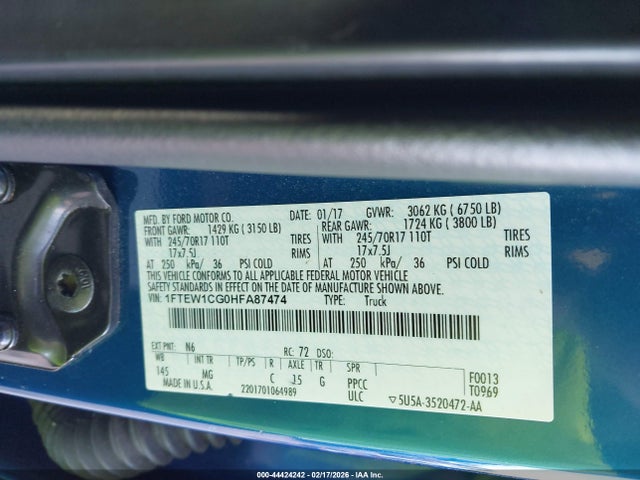 MFD. BY FORD MOTOR CO. DATE: 01/17 GVWR: 3062 KG ( 6750 LB)
FRONT GAWR: 1429 KG ( 3150 LB) REAR GAWR: 1724 KG ( 3800 LB)
WITH 245/70R17 110T TIRES WITH 245/70R17 110T TIRES
17x7.5J RIMS 17x7.5J RIMS
AT 250 kPa/ 36 PSI COLD AT 250 kPa/ 36 PSI COLD
THIS VEHICLE CONFORMS TO ALL APPLICABLE FEDERAL MOTOR VEHICLE
SAFETY STANDARDS IN EFFECT ON THE DATE OF MANUFACTURE SHOWN ABOVE.
VIN: 1FTEW1CG0HFA87474 TYPE: Truck
EXT PNT: N6 RC: 72 DSO:
WB INT TR TP/PS R AXLE TR SPR F0013
145 MG C 15 G PPCC T0969
MADE IN U.S.A. 2201701064989 ULC ▽5U5A-3520472-AA
000-44424242 - 02/17/2026 - IAA Inc.